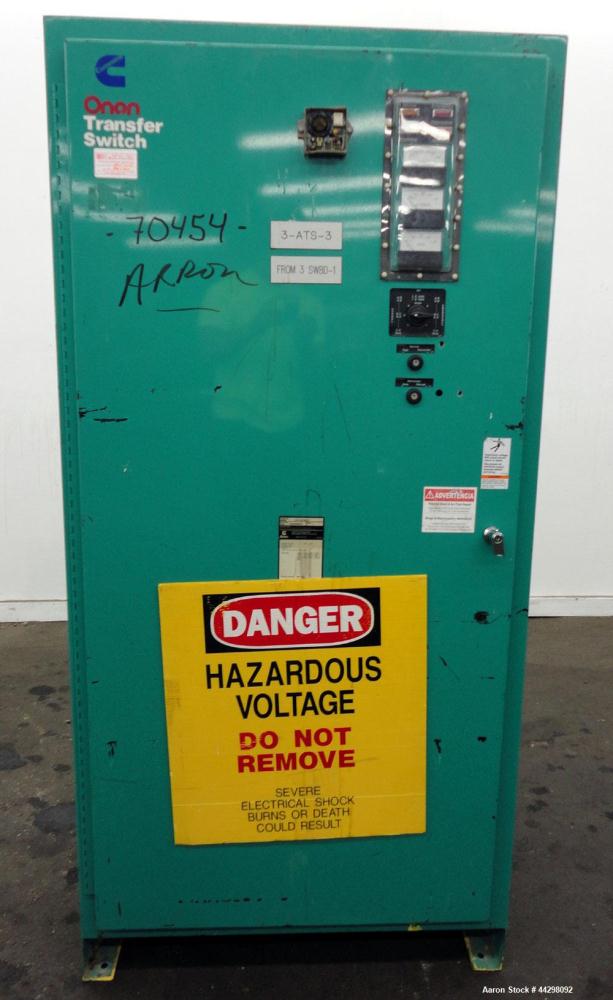 Onan
Transfer
Switch
- 70454 -
ARRON
3-ATS-3
FROM 3 SWBD-1
ADVERTENCIA
DANGER
HAZARDOUS
VOLTAGE
DO NOT
REMOVE
SEVERE
ELECTRICAL SHOCK
BURNS OR DEATH
COULD RESULT
Aaron Stock # 44298092